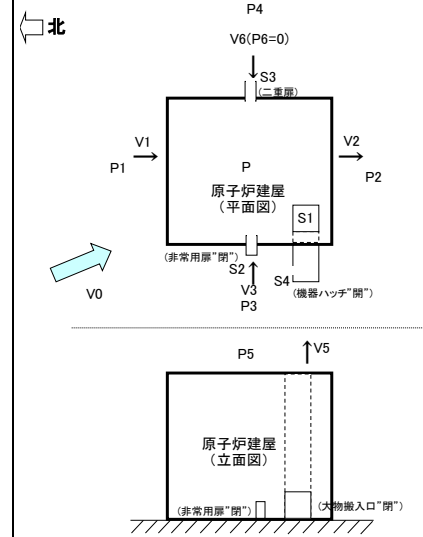 P4
北
V6(P6=0)
S3
(二重扉)
V1
V2
P1
P2
P
原子炉建屋
(平面図)
S1
(非常用扉"閉")
S2
S4
V3
(機器ハッチ"開")
P3
V0
V5
P5
原子炉建屋
(立面図)
(非常用扉"閉")
(大物搬入口"閉")